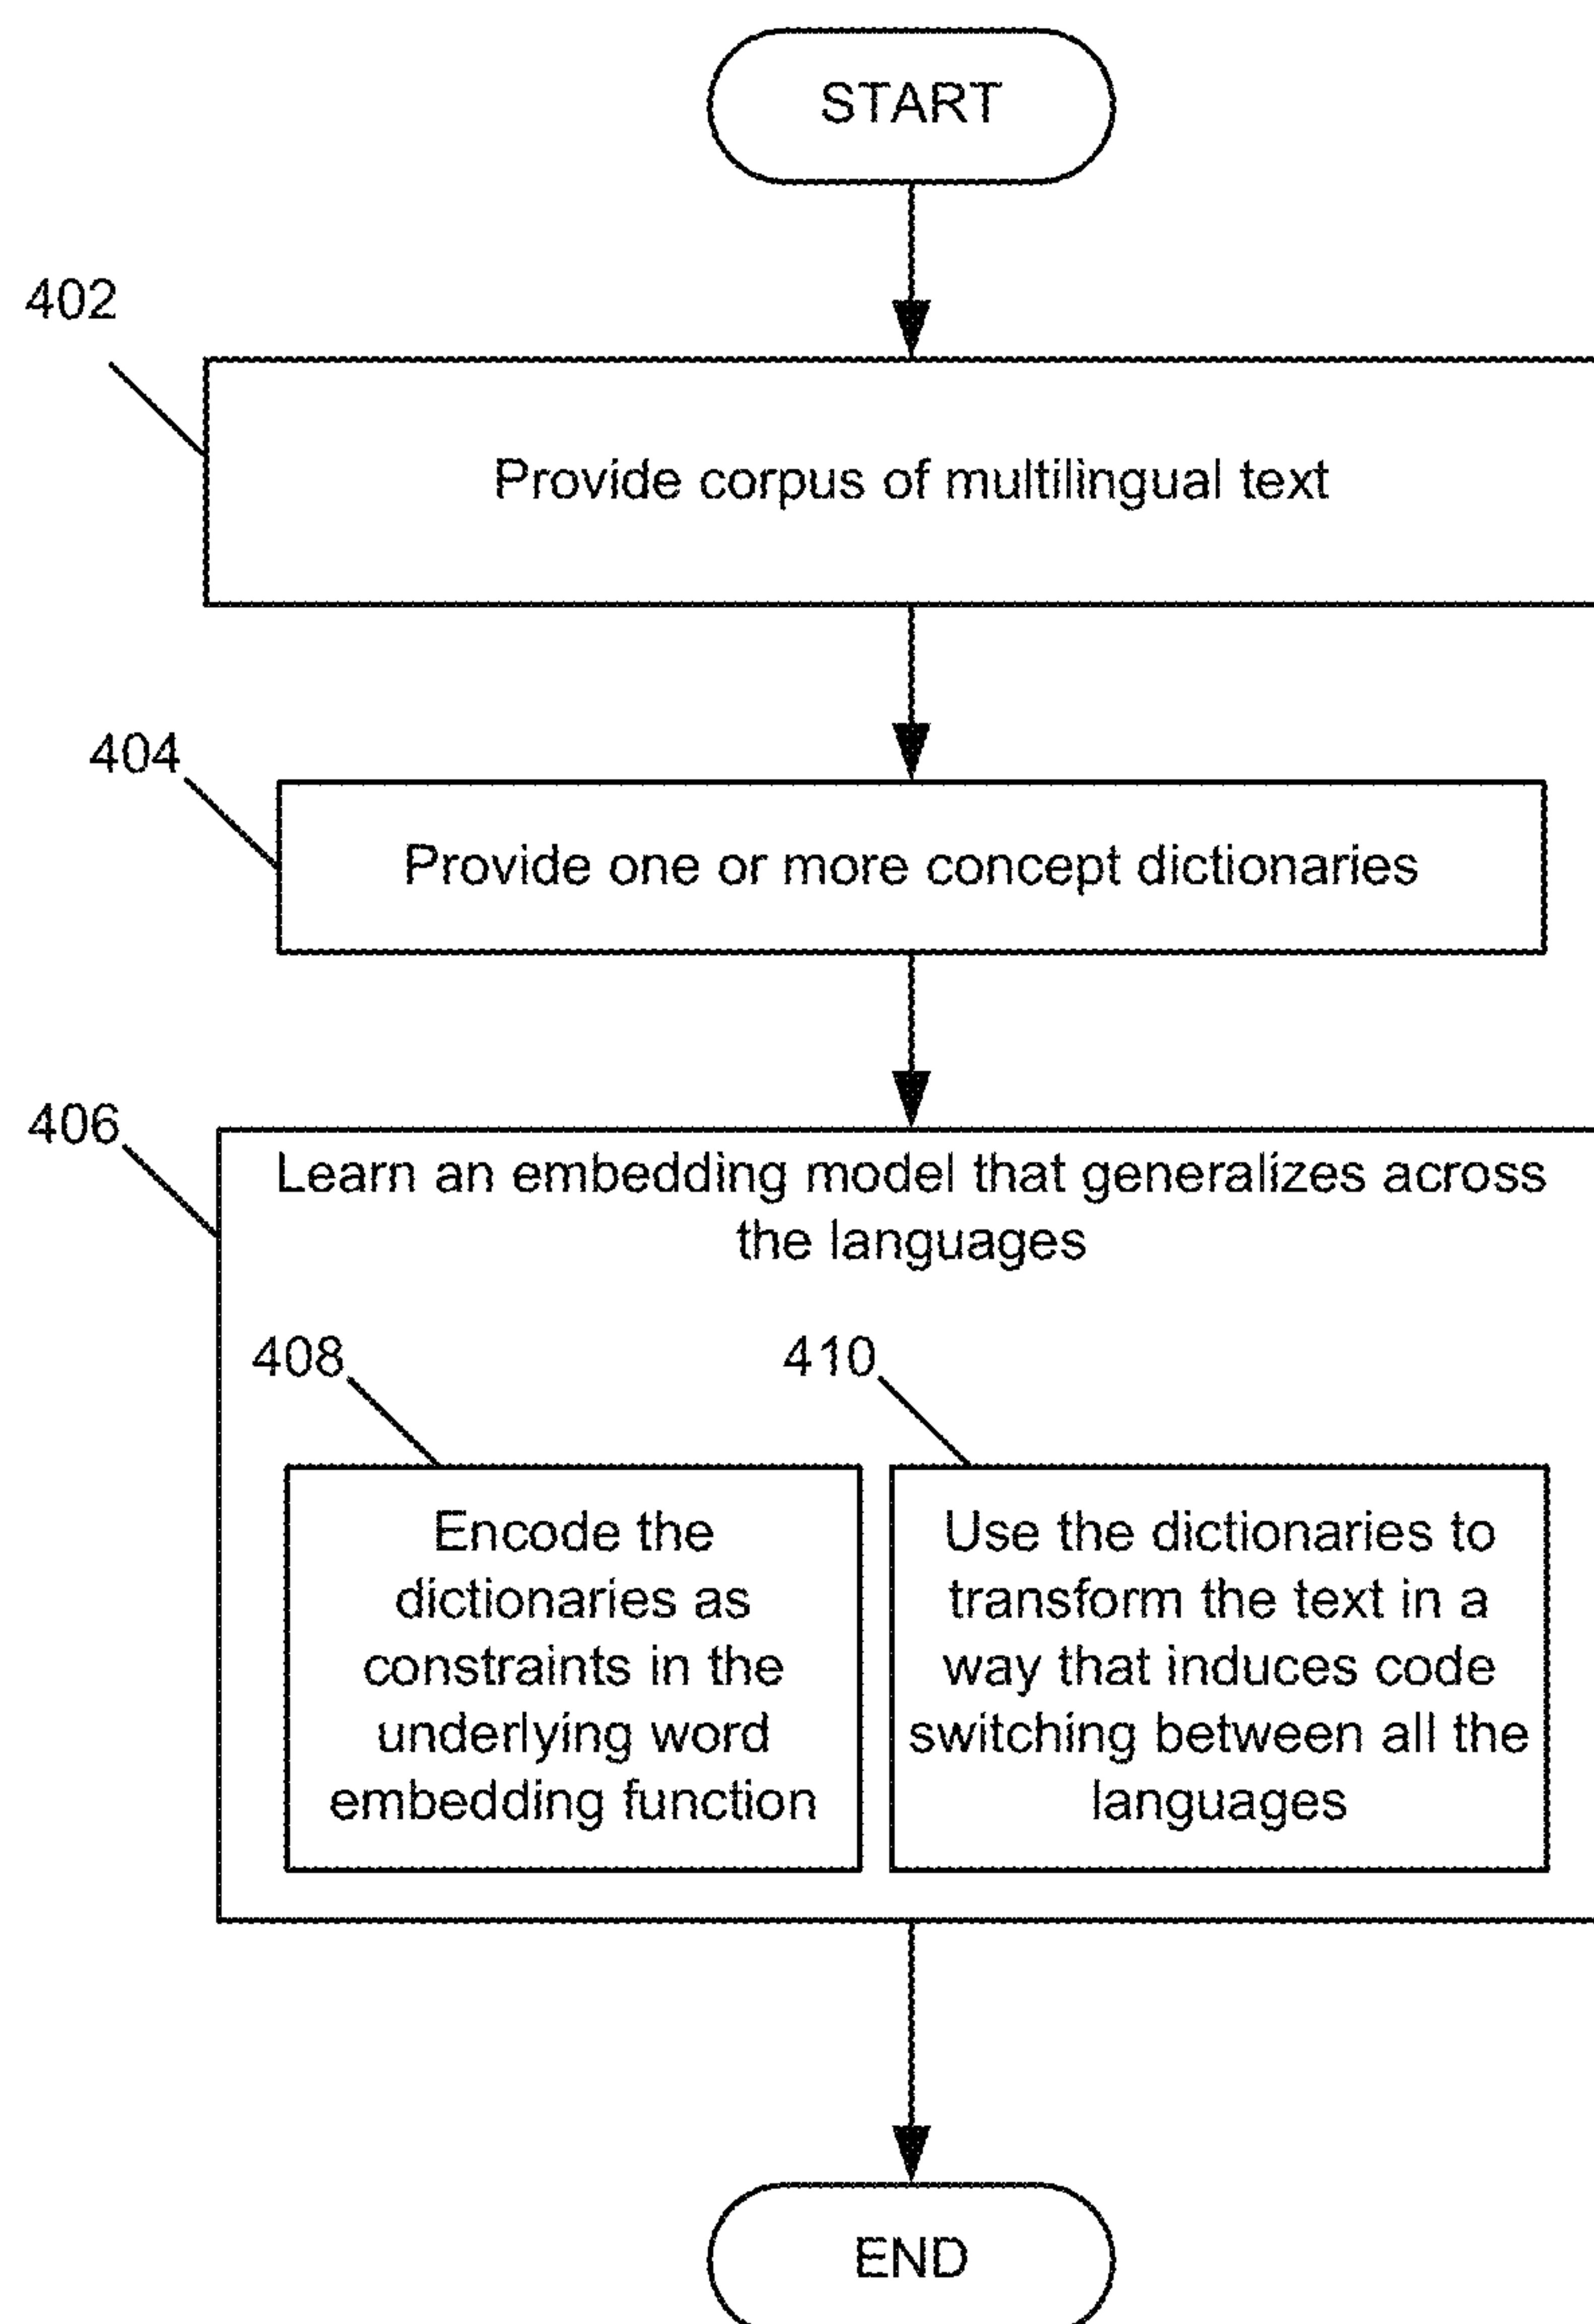 START
402
Provide corpus of multilingual text
404
Provide one or more concept dictionaries
406
Learn an embedding model that generalizes across
the languages
408
Encode the
dictionaries as
constraints in the
underlying word
embedding function
410
Use the dictionaries to
transform the text in a
way that induces code
switching between all the
languages
END